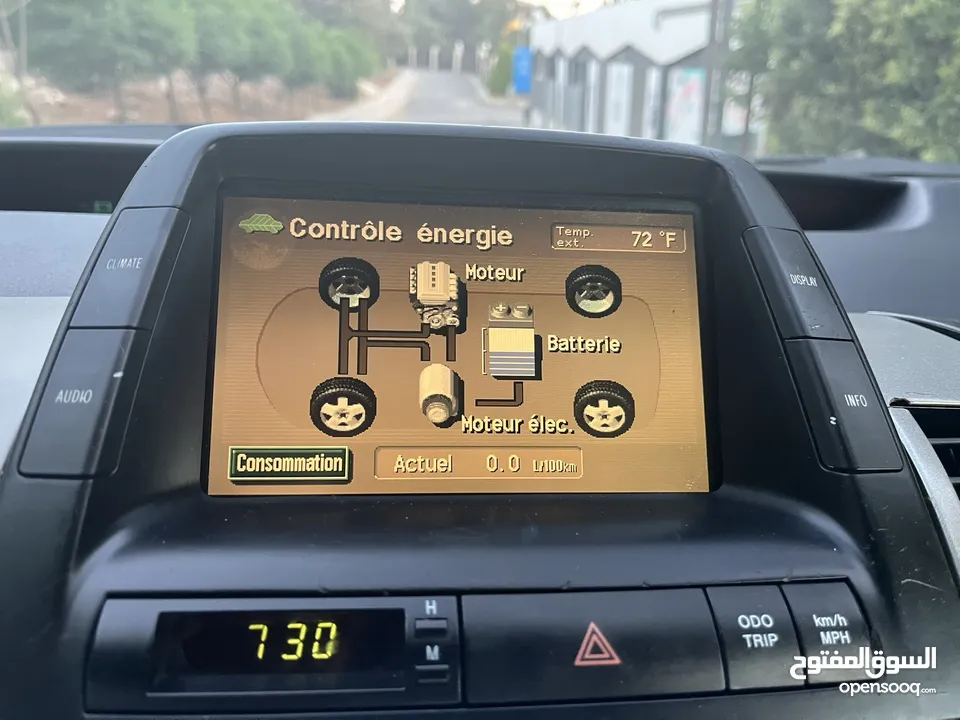 Contrôle énergie
Temp. ext. 72 °F
CLIMATE
DISPLAY
Moteur
Batterie
AUDIO
INFO
Moteur élec.
Consommation
Actuel 0.0 L/100km
H
730
M
ODO TRIP
km/h MPH
السوق المفتوح
opensooq.com